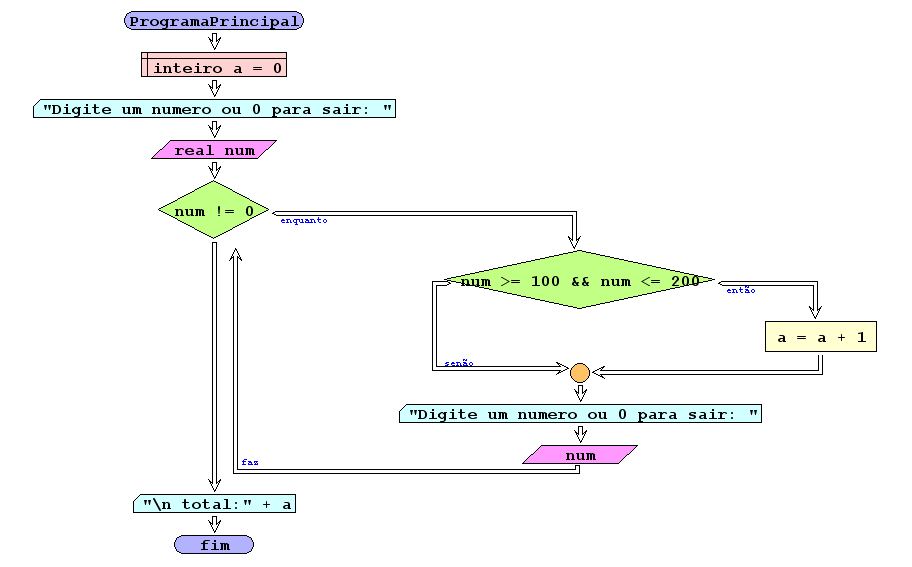 ProgramaPrincipal
inteiro a = 0
"Digite um numero ou 0 para sair: "
real num
num != 0
enquanto
num >= 100 && num <= 200
então
a = a + 1
senão
"Digite um numero ou 0 para sair: "
num
faz
"\n total:" + a
fim